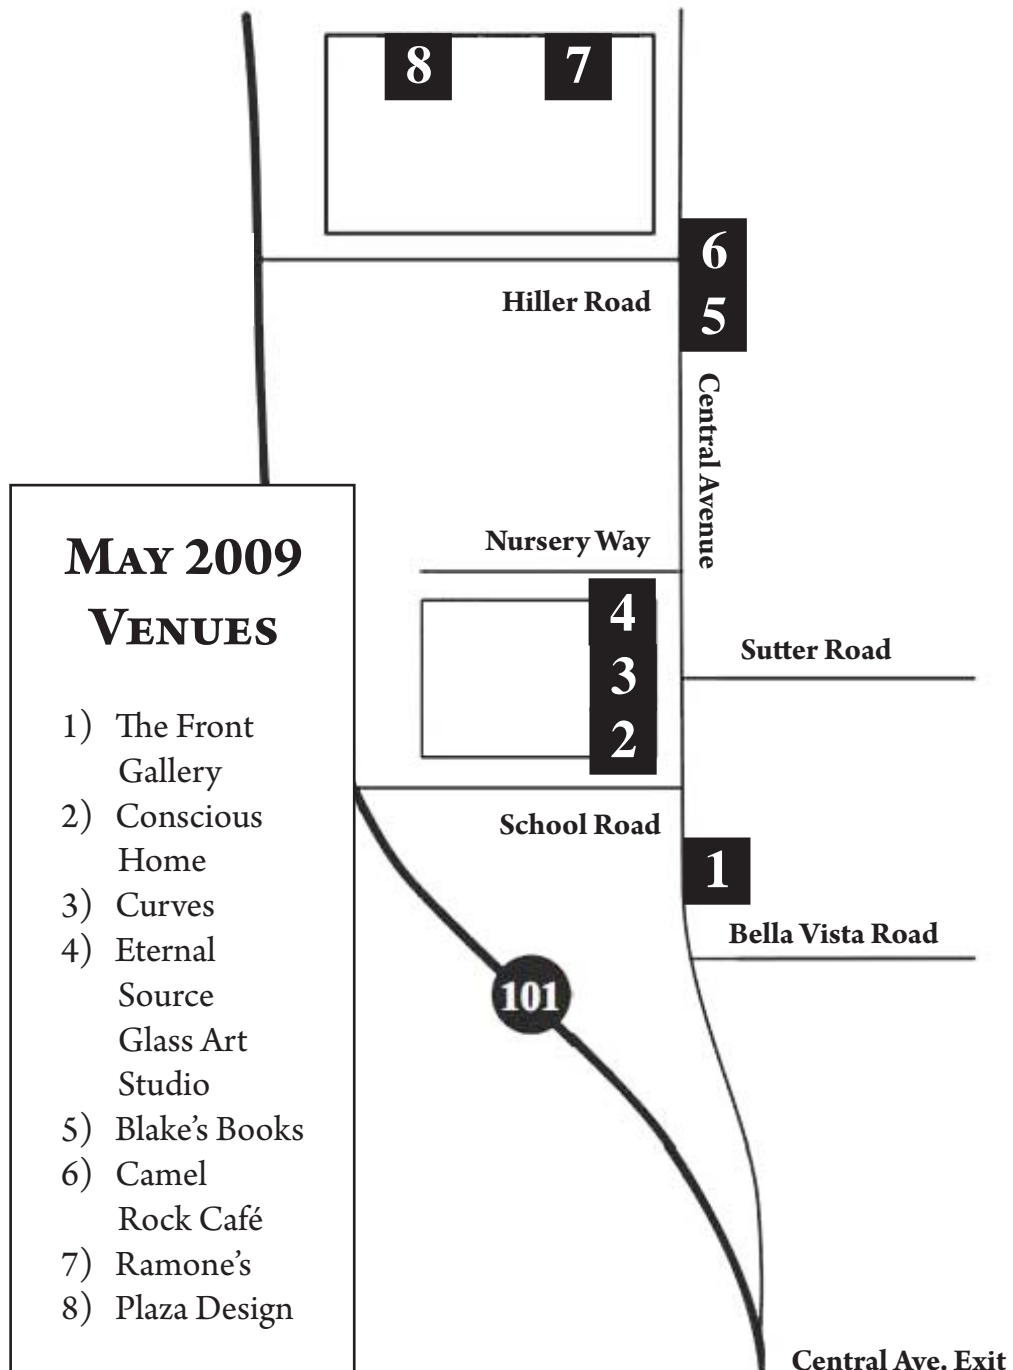 8
7
6
5
Hiller Road
Central Avenue
Nursery Way
4
3
2
Sutter Road
School Road
1
Bella Vista Road
101
Central Ave. Exit
May 2009
Venues
1) The Front
Gallery
2) Conscious
Home
3) Curves
4) Eternal
Source
Glass Art
Studio
5) Blake’s Books
6) Camel
Rock Café
7) Ramone’s
8) Plaza Design